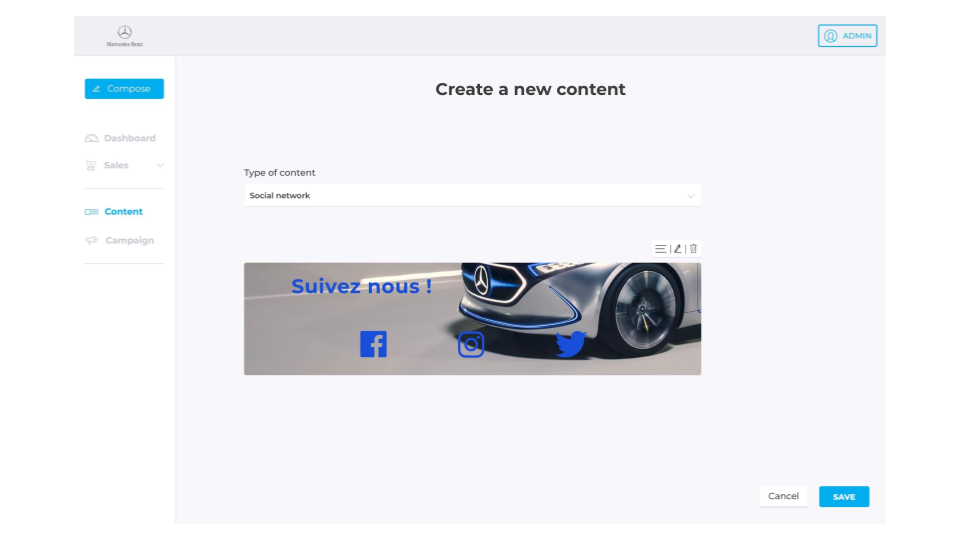 Mercedes-Benz
ADMIN
Compose
Create a new content
Dashboard
Sales
Type of content
Social network
Content
Campaign
Suivez nous !
Cancel
SAVE